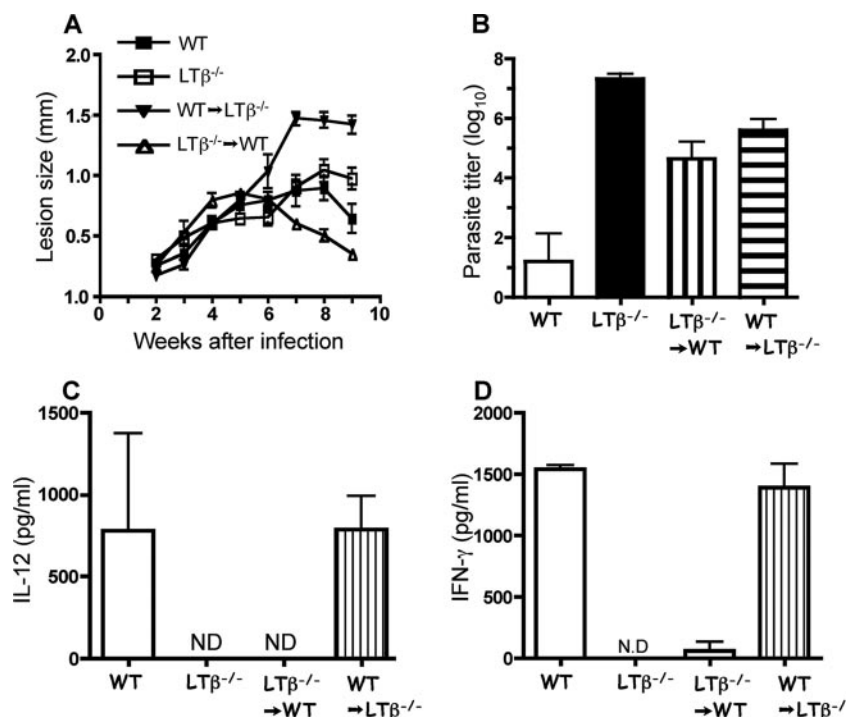 A
WT
LTβ-/-
WT→LTβ-/-
LTβ-/-→WT
Lesion size (mm)
2.0
1.5
1.0
0.5
1.0
0 2 4 6 8 10
Weeks after infection
B
Parasite titer (log10)
8
6
4
2
0
WT
LTβ-/-
LTβ-/-
→WT
WT
→LTβ-/-
C
IL-12 (pg/ml)
1500
1000
500
0
ND
ND
WT
LTβ-/-
LTβ-/-
→WT
WT
→LTβ-/-
D
IFN-γ (pg/ml)
2000
1500
1000
500
0
N.D
WT
LTβ-/-
LTβ-/-
→WT
WT
→LTβ-/